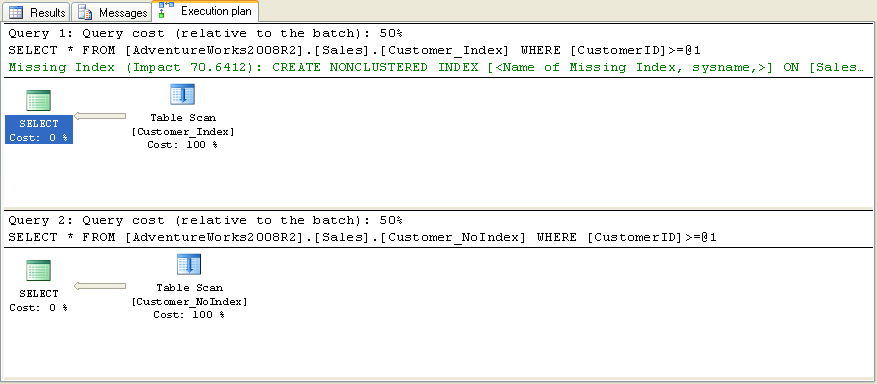 Results Messages Execution plan
Query 1: Query cost (relative to the batch): 50%
SELECT * FROM [AdventureWorks2008R2].[Sales].[Customer_Index] WHERE [CustomerID]>=@1
Missing Index (Impact 70.6412): CREATE NONCLUSTERED INDEX [<Name of Missing Index, sysname,>] ON [Sales…
SELECT
Cost: 0 %
Table Scan
[Customer_Index]
Cost: 100 %
Query 2: Query cost (relative to the batch): 50%
SELECT * FROM [AdventureWorks2008R2].[Sales].[Customer_NoIndex] WHERE [CustomerID]>=@1
SELECT
Cost: 0 %
Table Scan
[Customer_NoIndex]
Cost: 100 %